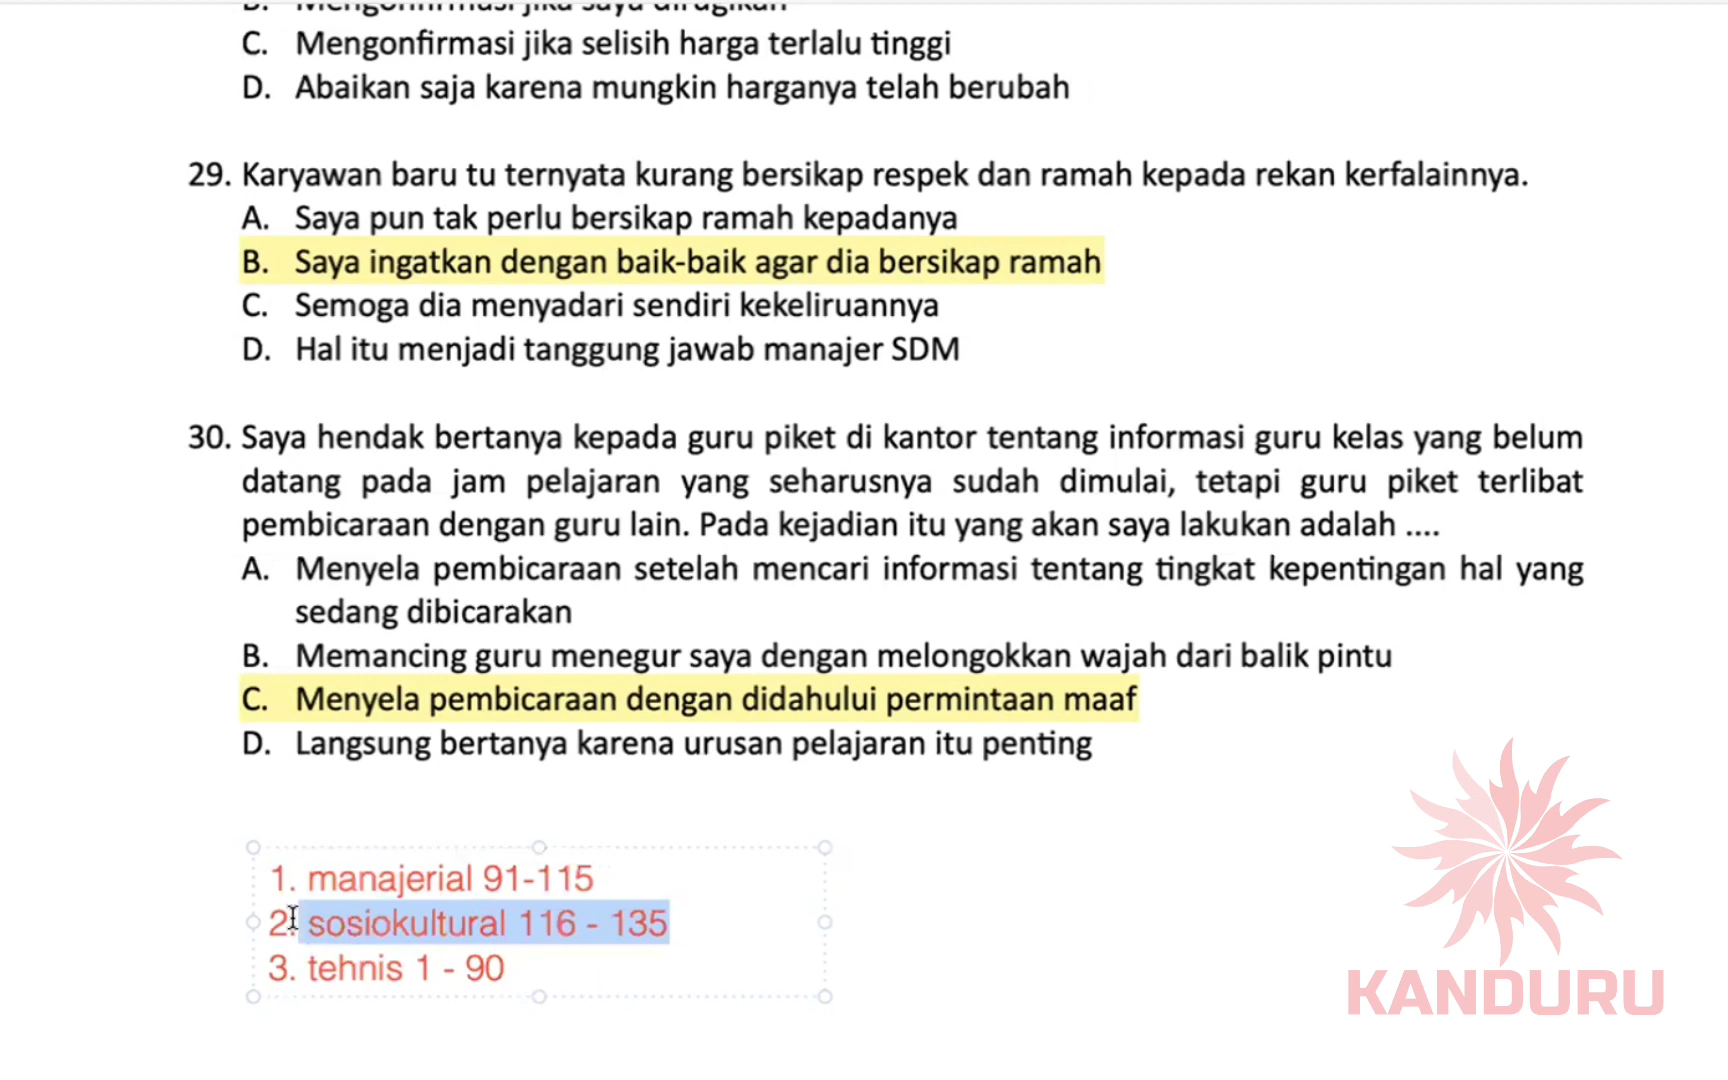 B. Mengonfirmasi jika saya dirugikan
C. Mengonfirmasi jika selisih harga terlalu tinggi
D. Abaikan saja karena mungkin harganya telah berubah
29. Karyawan baru tu ternyata kurang bersikap respek dan ramah kepada rekan kerfalainnya.
A. Saya pun tak perlu bersikap ramah kepadanya
B. Saya ingatkan dengan baik-baik agar dia bersikap ramah
C. Semoga dia menyadari sendiri kekeliruannya
D. Hal itu menjadi tanggung jawab manajer SDM
30. Saya hendak bertanya kepada guru piket di kantor tentang informasi guru kelas yang belum
datang pada jam pelajaran yang seharusnya sudah dimulai, tetapi guru piket terlibat
pembicaraan dengan guru lain. Pada kejadian itu yang akan saya lakukan adalah ....
A. Menyela pembicaraan setelah mencari informasi tentang tingkat kepentingan hal yang
sedang dibicarakan
B. Memancing guru menegur saya dengan melongokkan wajah dari balik pintu
C. Menyela pembicaraan dengan didahului permintaan maaf
D. Langsung bertanya karena urusan pelajaran itu penting
1. manajerial 91-115
2. sosiokultural 116 - 135
3. tehnis 1 - 90
KANDURU